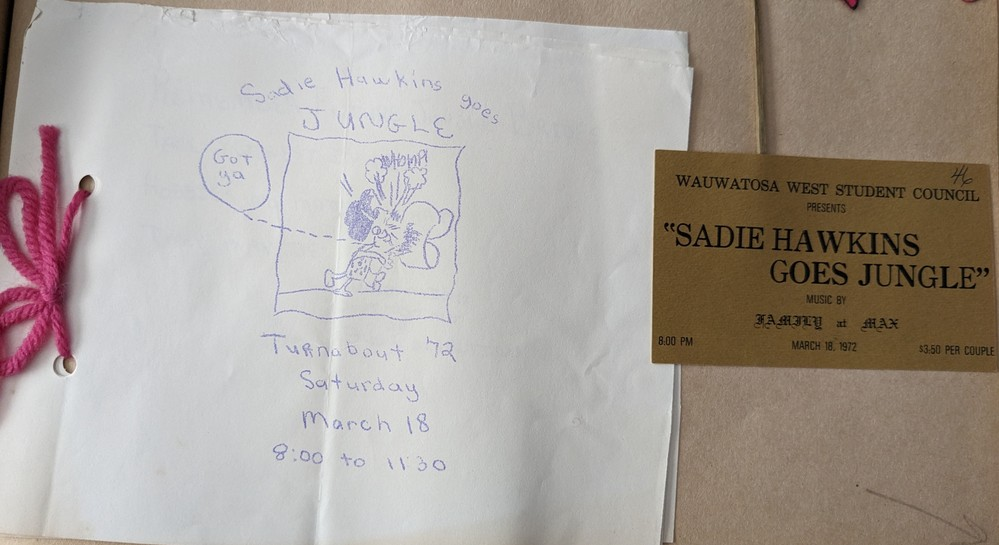 Sadie Hawkins goes
JUNGLE
Got
ya
WOMP!
Turnabout '72
Saturday
March 18
8:00 to 11:30
46
WAUWATOSA WEST STUDENT COUNCIL
PRESENTS
"SADIE HAWKINS
GOES JUNGLE"
MUSIC BY
FAMILY at MAX
8:00 PM
MARCH 18, 1972
$3.50 PER COUPLE